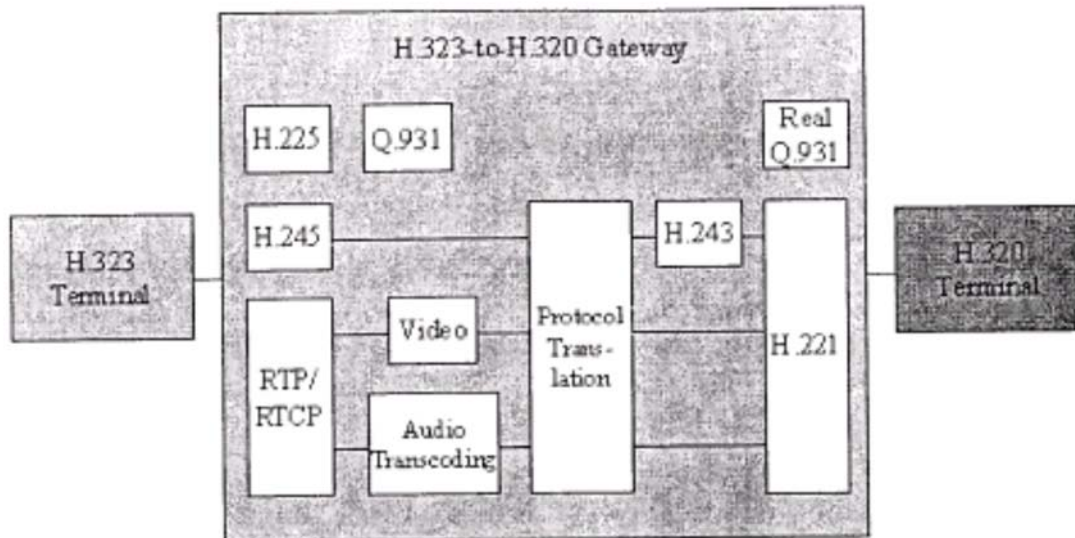 H.323-to-H.320 Gateway
H.225
Q.931
Real
Q.931
H.323
Terminal
H.245
H.243
H.320
Terminal
Video
Protocol
Trans-
lation
H.221
RTP/
RTCP
Audio
Transcoding